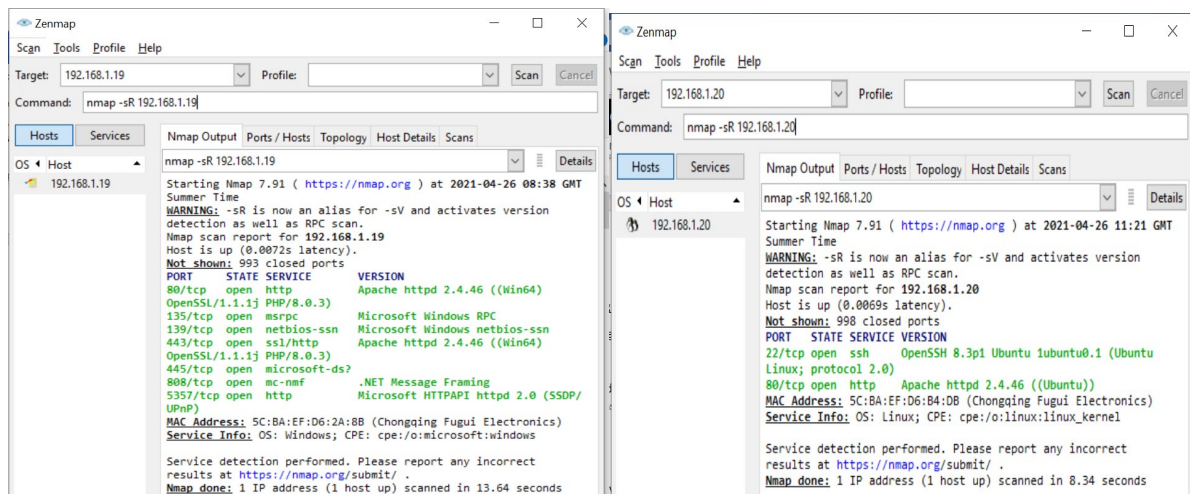 Zenmap
Scan Tools Profile Help
Target: 192.168.1.19 Profile: Scan Cancel
Command: nmap -sR 192.168.1.19
Hosts Services
Nmap Output Ports / Hosts Topology Host Details Scans
OS Host
nmap -sR 192.168.1.19 Details
192.168.1.19
Starting Nmap 7.91 ( https://nmap.org ) at 2021-04-26 08:38 GMT
Summer Time
WARNING: -sR is now an alias for -sV and activates version
detection as well as RPC scan.
Nmap scan report for 192.168.1.19
Host is up (0.0072s latency).
Not shown: 993 closed ports
PORT STATE SERVICE VERSION
80/tcp open http Apache httpd 2.4.46 ((Win64)
OpenSSL/1.1.1j PHP/8.0.3)
135/tcp open msrpc Microsoft Windows RPC
139/tcp open netbios-ssn Microsoft Windows netbios-ssn
443/tcp open ssl/http Apache httpd 2.4.46 ((Win64)
OpenSSL/1.1.1j PHP/8.0.3)
445/tcp open microsoft-ds?
808/tcp open mc-nmf .NET Message Framing
5357/tcp open http Microsoft HTTPAPI httpd 2.0 (SSDP/
UPnP)
MAC Address: 5C:BA:EF:D6:2A:8B (Chongqing Fugui Electronics)
Service Info: OS: Windows; CPE: cpe:/o:microsoft:windows
Service detection performed. Please report any incorrect
results at https://nmap.org/submit/ .
Nmap done: 1 IP address (1 host up) scanned in 13.64 seconds
Zenmap
Scan Tools Profile Help
Target: 192.168.1.20 Profile: Scan Cancel
Command: nmap -sR 192.168.1.20
Hosts Services
Nmap Output Ports / Hosts Topology Host Details Scans
OS Host
nmap -sR 192.168.1.20 Details
192.168.1.20
Starting Nmap 7.91 ( https://nmap.org ) at 2021-04-26 11:21 GMT
Summer Time
WARNING: -sR is now an alias for -sV and activates version
detection as well as RPC scan.
Nmap scan report for 192.168.1.20
Host is up (0.0069s latency).
Not shown: 998 closed ports
PORT STATE SERVICE VERSION
22/tcp open ssh OpenSSH 8.3p1 Ubuntu 1ubuntu0.1 (Ubuntu
Linux; protocol 2.0)
80/tcp open http Apache httpd 2.4.46 ((Ubuntu))
MAC Address: 5C:BA:EF:D6:B4:DB (Chongqing Fugui Electronics)
Service Info: OS: Linux; CPE: cpe:/o:linux:linux_kernel
Service detection performed. Please report any incorrect
results at https://nmap.org/submit/ .
Nmap done: 1 IP address (1 host up) scanned in 8.34 seconds